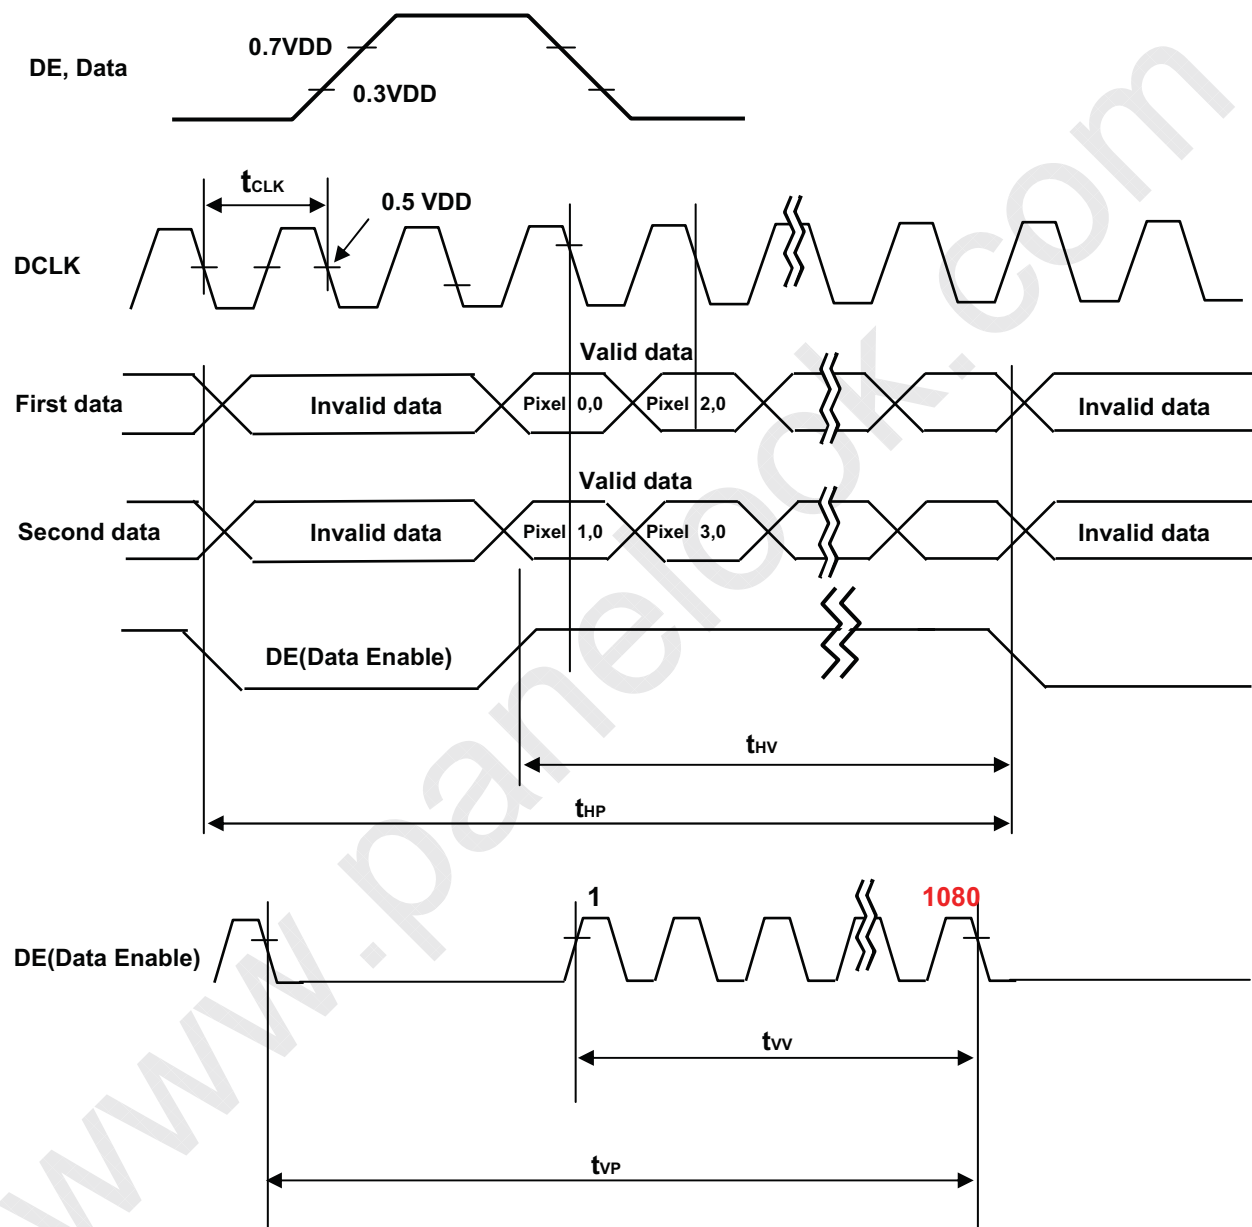 0.7VDD
DE, Data
0.3VDD
tCLK
0.5 VDD
DCLK
Valid data
First data
Invalid data
Pixel 0,0
Pixel 2,0
Invalid data
Valid data
Second data
Invalid data
Pixel 1,0
Pixel 3,0
Invalid data
DE(Data Enable)
tHV
tHP
1
1080
DE(Data Enable)
tVV
tVP
www.panelook.com